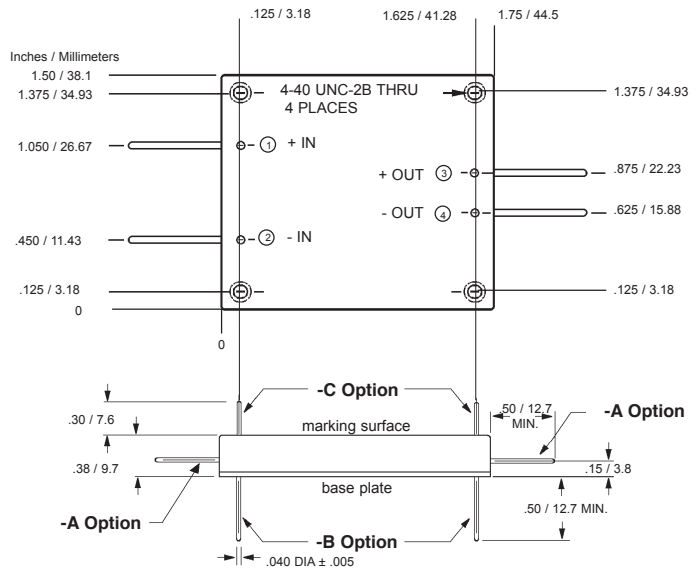 .125 / 3.18
1.625 / 41.28
1.75 / 44.5
Inches / Millimeters
1.50 / 38.1
1.375 / 34.93
4-40 UNC-2B THRU
4 PLACES
1.375 / 34.93
1.050 / 26.67
1 + IN
+ OUT 3
.875 / 22.23
- OUT 4
.625 / 15.88
.450 / 11.43
2 - IN
.125 / 3.18
.125 / 3.18
0
0
-C Option
.30 / 7.6
marking surface
.50 / 12.7
MIN.
-A Option
.38 / 9.7
.15 / 3.8
base plate
.50 / 12.7 MIN.
-A Option
-B Option
.040 DIA ± .005